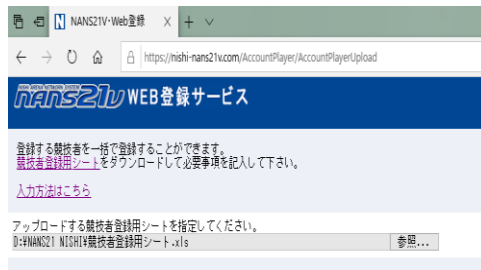 NANS21V・Web登録
https://nishi-nans21v.com/AccountPlayer/AccountPlayerUpload
NISHI ARENA NETWORK SYSTEM
NANS21V WEB登録サービス
登録する競技者を一括で登録することができます。
競技者登録用シートをダウンロードして必要事項を記入して下さい。
入力方法はこちら
アップロードする競技者登録用シートを指定してください。
D:¥NANS21 NISHI¥競技者登録用シート.xls
参照...